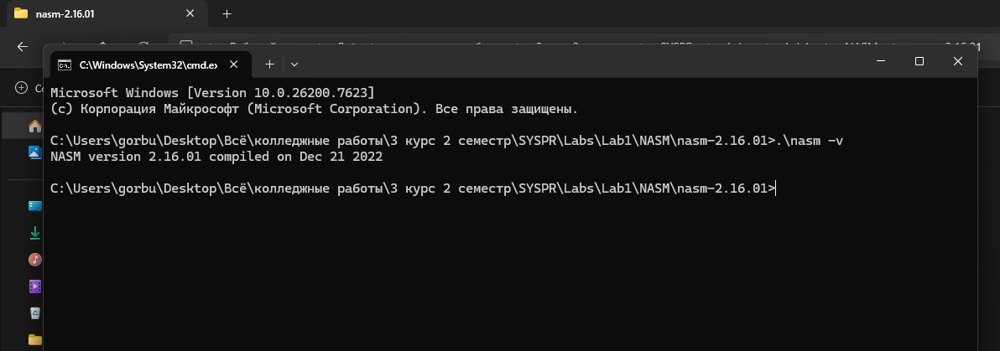 nasm-2.16.01
C:\Windows\System32\cmd.ex
Microsoft Windows [Version 10.0.26200.7623]
(c) Корпорация Майкрософт (Microsoft Corporation). Все права защищены.
C:\Users\gorbu\Desktop\Всё\колледжные работы\3 курс 2 семестр\SYSPR\Labs\Lab1\NASM\nasm-2.16.01>.\nasm -v
NASM version 2.16.01 compiled on Dec 21 2022
C:\Users\gorbu\Desktop\Всё\колледжные работы\3 курс 2 семестр\SYSPR\Labs\Lab1\NASM\nasm-2.16.01>